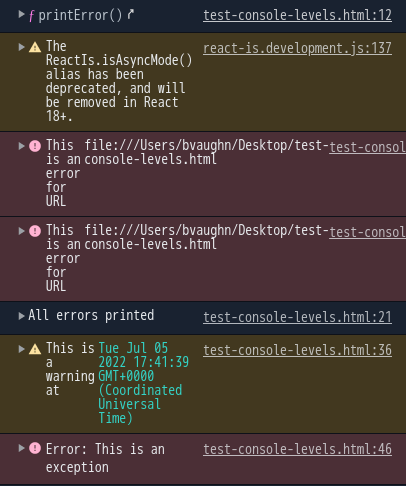 ƒ printError() test-console-levels.html:12
The react-is.development.js:137
ReactIs.isAsyncMode()
alias has been
deprecated, and will
be removed in React
18+.
This file:///Users/bvaughn/Desktop/test- test-consol
is an console-levels.html
error
for
URL
This file:///Users/bvaughn/Desktop/test- test-consol
is an console-levels.html
error
for
URL
All errors printed test-console-levels.html:21
This is Tue Jul 05 test-console-levels.html:36
a 2022 17:41:39
warning GMT+0000
at (Coordinated
Universal
Time)
Error: This is an test-console-levels.html:46
exception